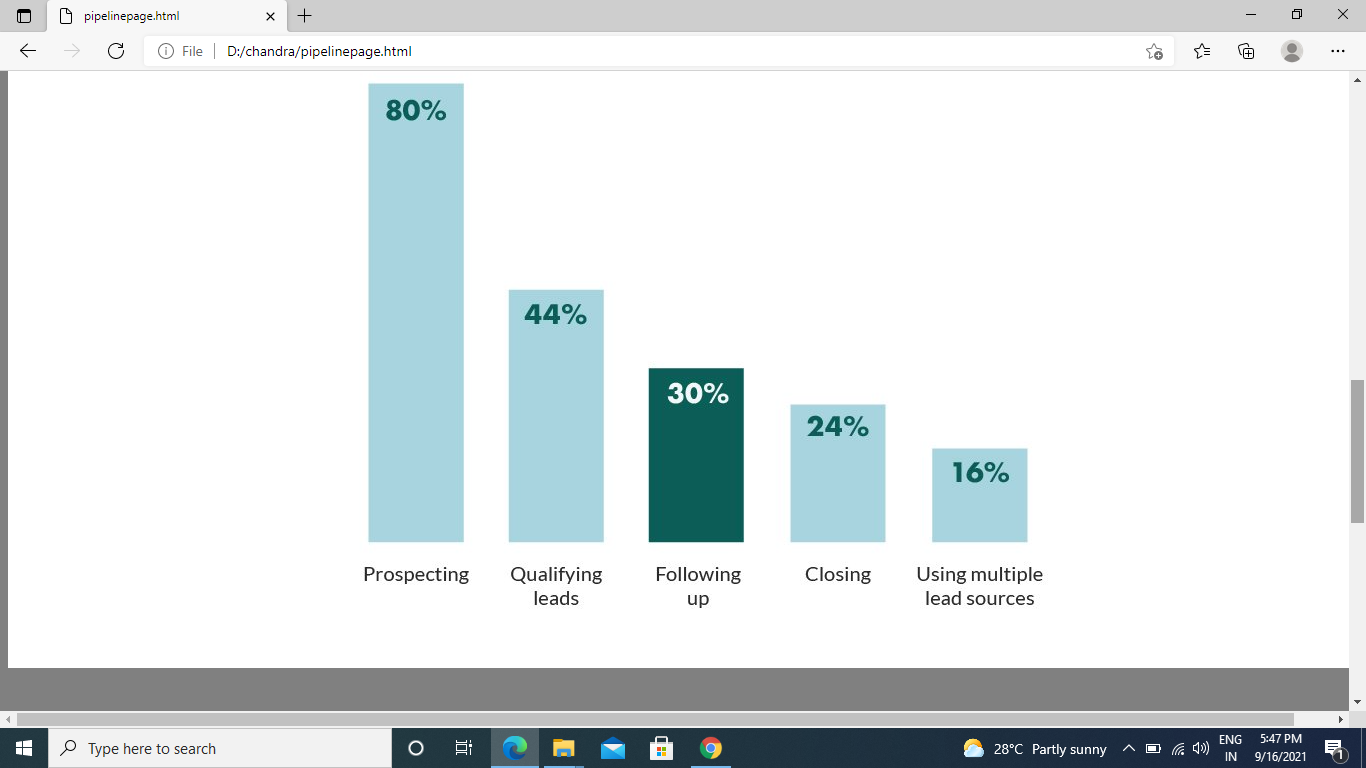 pipelinepage.html
File
D:/chandra/pipelinepage.html
80%
44%
30%
24%
16%
Prospecting
Qualifying
leads
Following
up
Closing
Using multiple
lead sources
Type here to search
28°C Partly sunny
ENG
IN
5:47 PM
9/16/2021
1